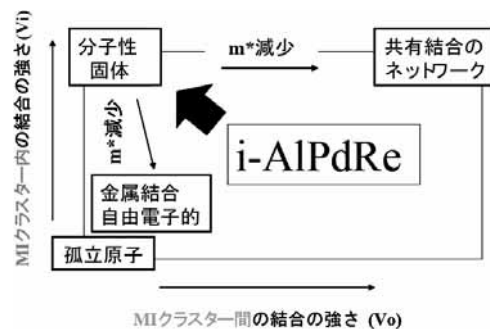 分子性
固体
m*減少
共有結合の
ネットワーク
m*減少
i-AlPdRe
金属結合
自由電子的
孤立原子
MIクラスター内の結合の強さ (Vi)
MIクラスター間の結合の強さ (Vo)